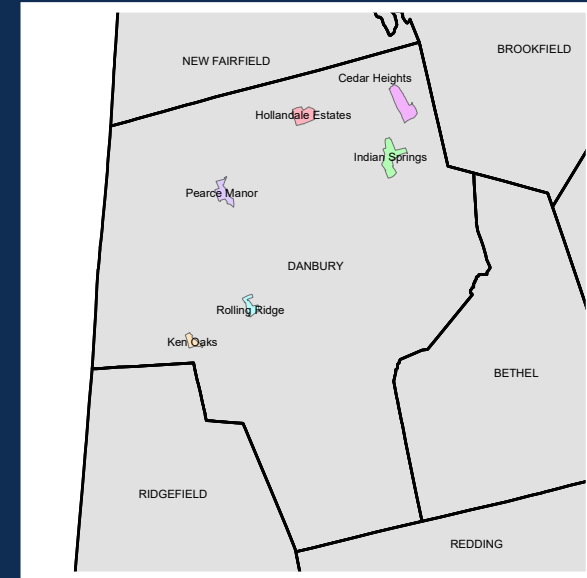 BROOKFIELD
NEW FAIRFIELD
Cedar Heights
Hollandale Estates
Indian Springs
Pearce Manor
DANBURY
Rolling Ridge
Ken Oaks
BETHEL
RIDGEFIELD
REDDING